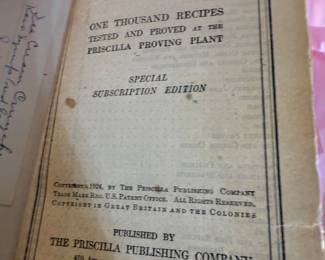 ONE THOUSAND RECIPES
TESTED AND PROVED AT THE
PRISCILLA PROVING PLANT
SPECIAL
SUBSCRIPTION EDITION
COPYRIGHT 1924, BY THE PRISCILLA PUBLISHING COMPANY
TRADE MARK REG. U.S. PATENT OFFICE. ALL RIGHTS RESERVED,
COPYRIGHT IN GREAT BRITAIN AND THE COLONIES
PUBLISHED BY
THE PRISCILLA PUBLISHING COMPANY